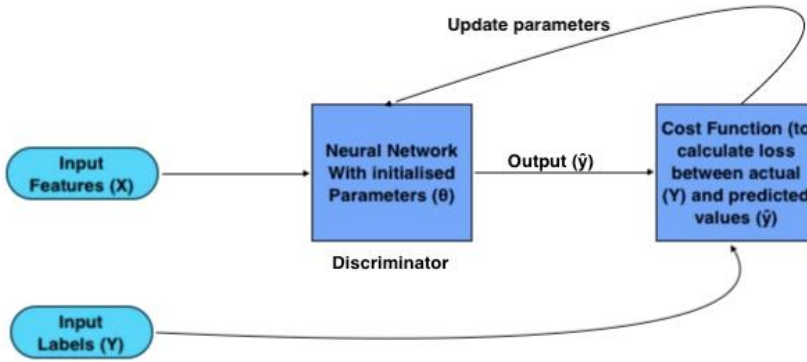 Update parameters
Input
Features (X)
Neural Network
With initialised
Parameters (θ)
Discriminator
Output (ŷ)
Cost Function (to
calculate loss
between actual
(Y) and predicted
values (ŷ)
Input
Labels (Y)